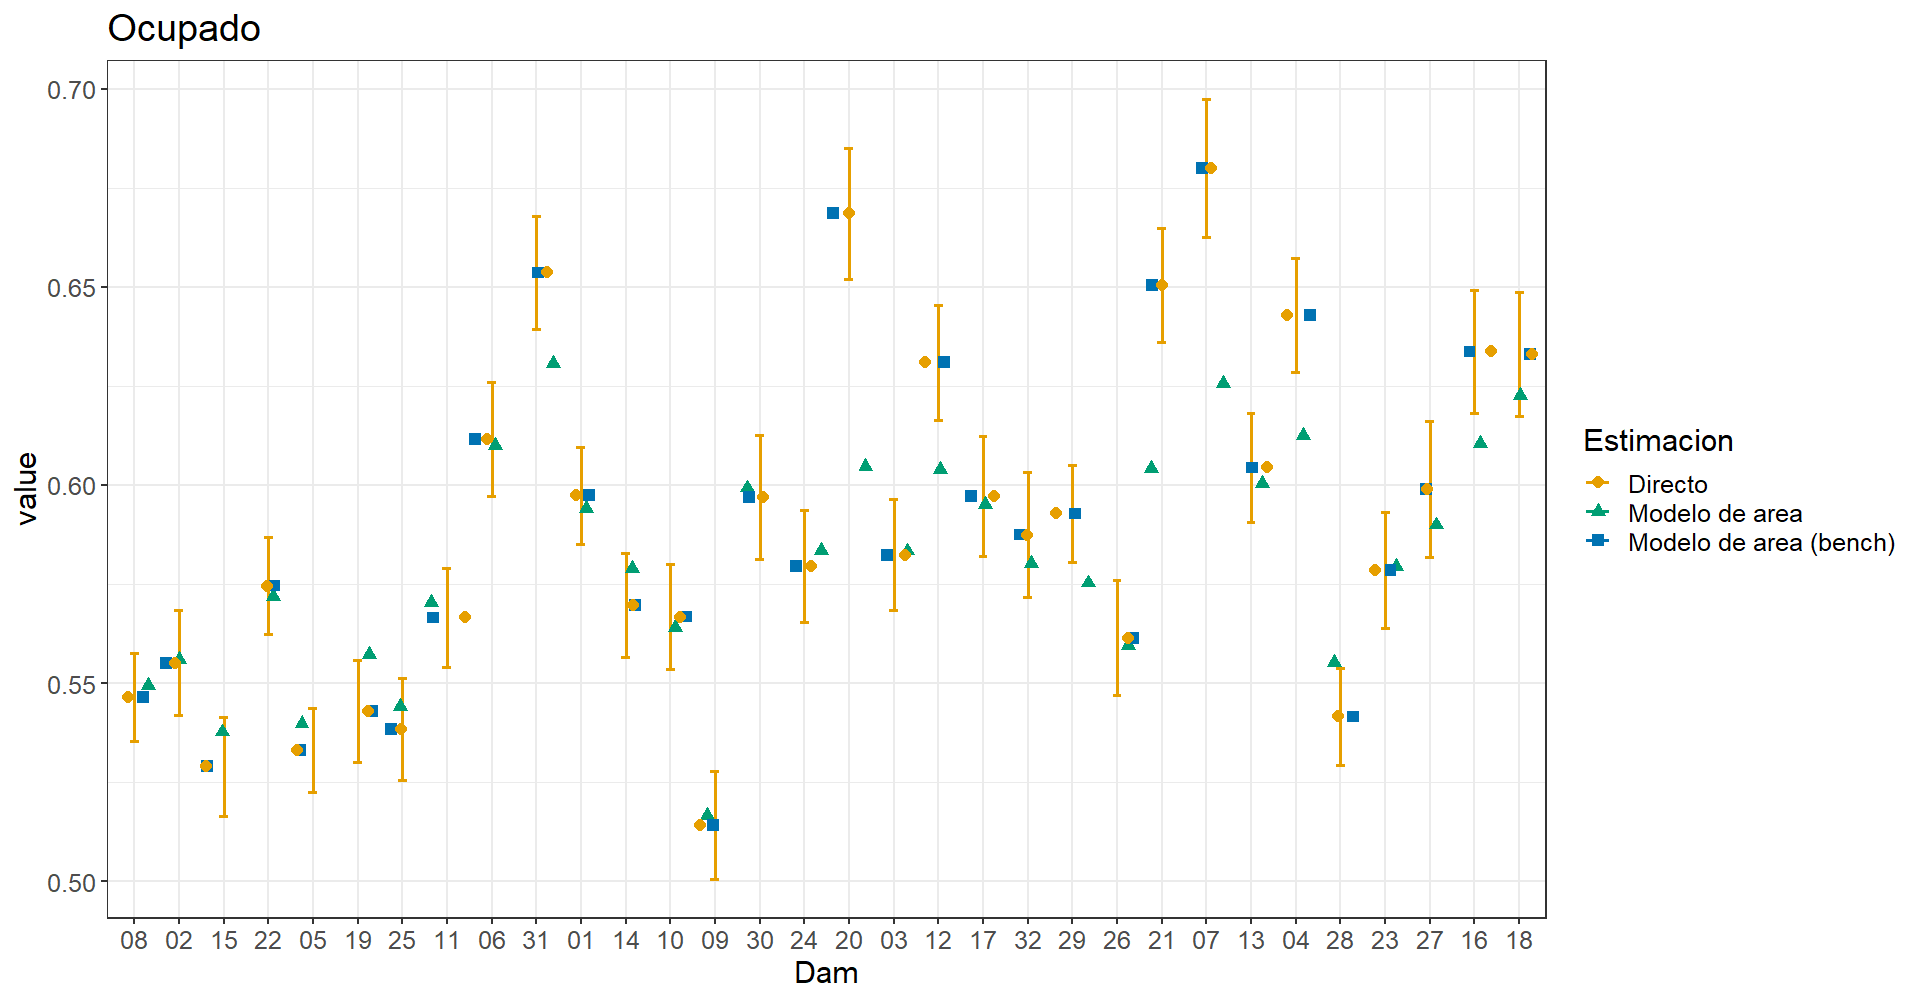 Ocupado
value
0.70
0.65
0.60
0.55
0.50
08 02 15 22 05 19 25 11 06 31 01 14 10 09 30 24 20 03 12 17 32 29 26 21 07 13 04 28 23 27 16 18
Dam
Estimacion
Directo
Modelo de area
Modelo de area (bench)